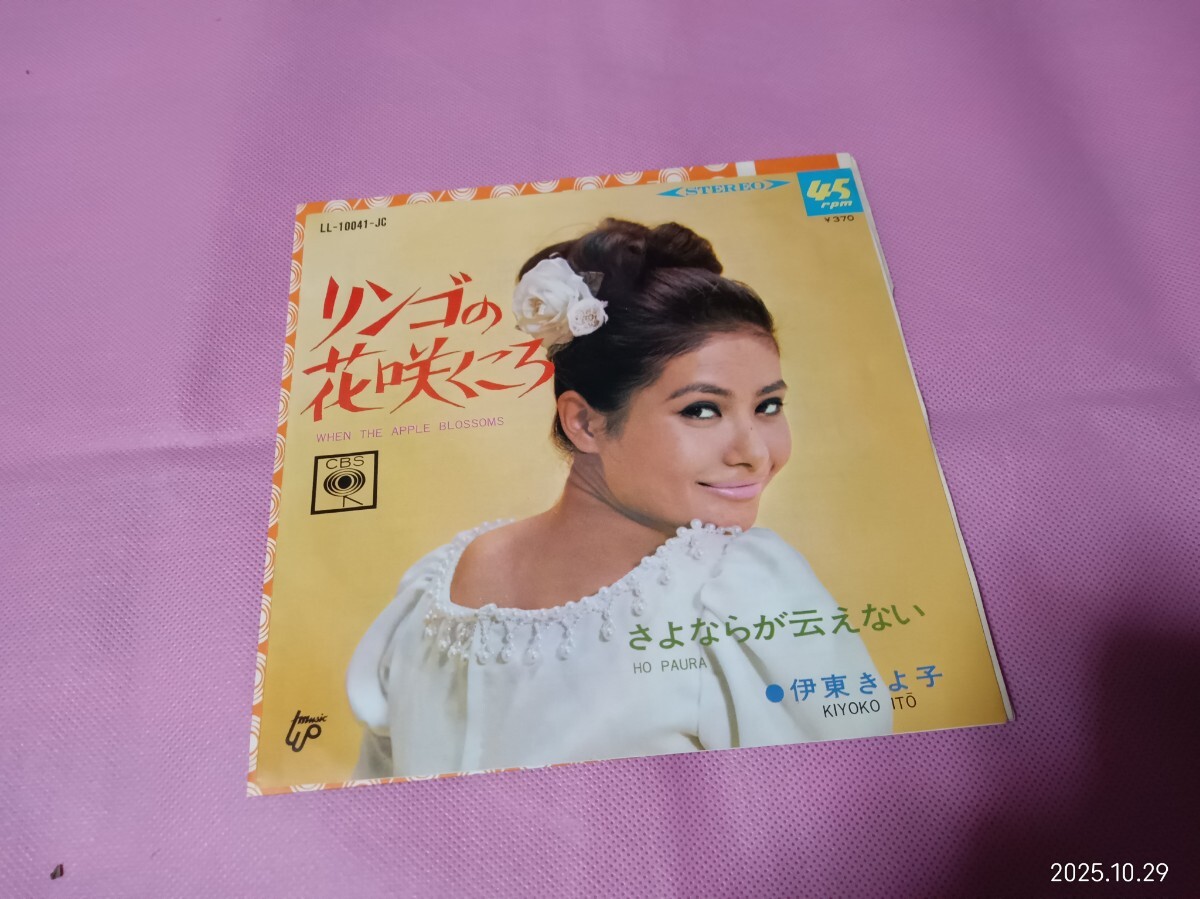 STEREO
45
rpm
¥370
LL-10041-JC
リンゴの
花咲くころ
WHEN THE APPLE BLOSSOMS
CBS
さよならが云えない
HO PAURA
●伊東きよ子
KIYOKO ITŌ
music
up
2025.10.29